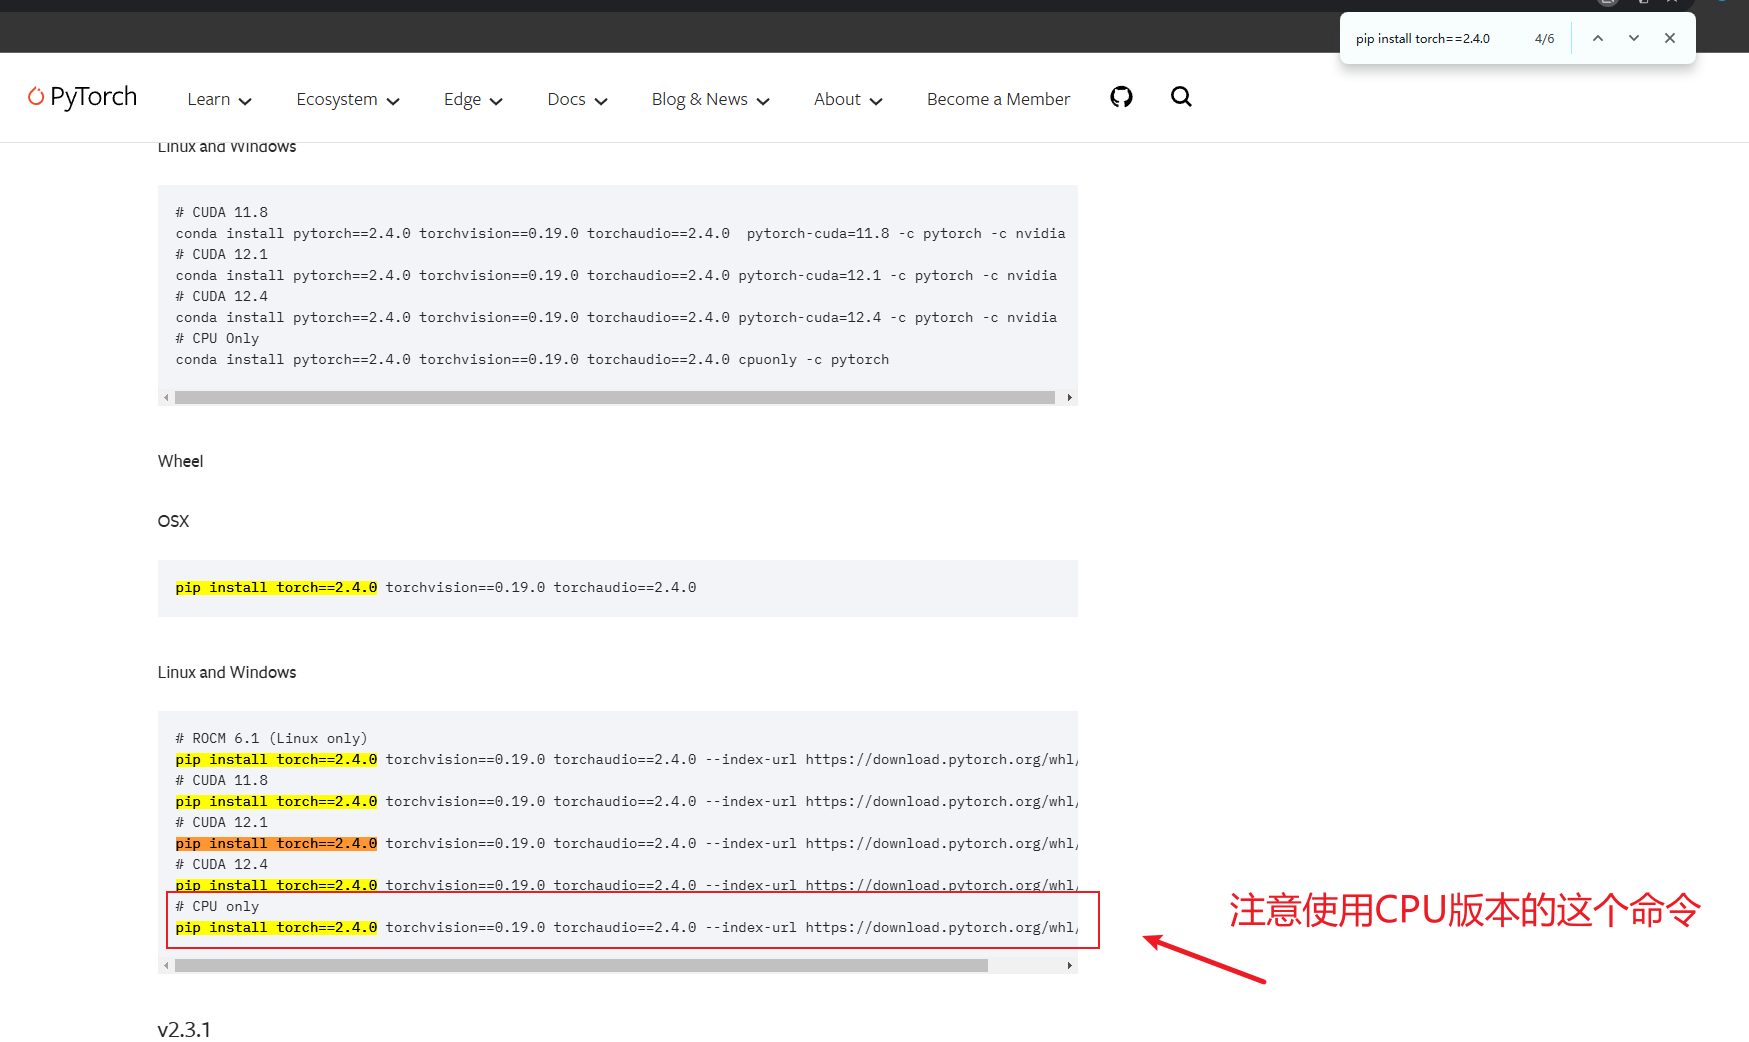 pip install torch==2.4.0 4/6
PyTorch Learn Ecosystem Edge Docs Blog & News About Become a Member
Linux and Windows
# CUDA 11.8
conda install pytorch==2.4.0 torchvision==0.19.0 torchaudio==2.4.0  pytorch-cuda=11.8 -c pytorch -c nvidia
# CUDA 12.1
conda install pytorch==2.4.0 torchvision==0.19.0 torchaudio==2.4.0 pytorch-cuda=12.1 -c pytorch -c nvidia
# CUDA 12.4
conda install pytorch==2.4.0 torchvision==0.19.0 torchaudio==2.4.0 pytorch-cuda=12.4 -c pytorch -c nvidia
# CPU Only
conda install pytorch==2.4.0 torchvision==0.19.0 torchaudio==2.4.0 cpuonly -c pytorch
Wheel
OSX
pip install torch==2.4.0 torchvision==0.19.0 torchaudio==2.4.0
Linux and Windows
# ROCM 6.1 (Linux only)
pip install torch==2.4.0 torchvision==0.19.0 torchaudio==2.4.0 --index-url https://download.pytorch.org/whl/
# CUDA 11.8
pip install torch==2.4.0 torchvision==0.19.0 torchaudio==2.4.0 --index-url https://download.pytorch.org/whl/
# CUDA 12.1
pip install torch==2.4.0 torchvision==0.19.0 torchaudio==2.4.0 --index-url https://download.pytorch.org/whl/
# CUDA 12.4
pip install torch==2.4.0 torchvision==0.19.0 torchaudio==2.4.0 --index-url https://download.pytorch.org/whl/
# CPU only
pip install torch==2.4.0 torchvision==0.19.0 torchaudio==2.4.0 --index-url https://download.pytorch.org/whl/
注意使用CPU版本的这个命令
v2.3.1